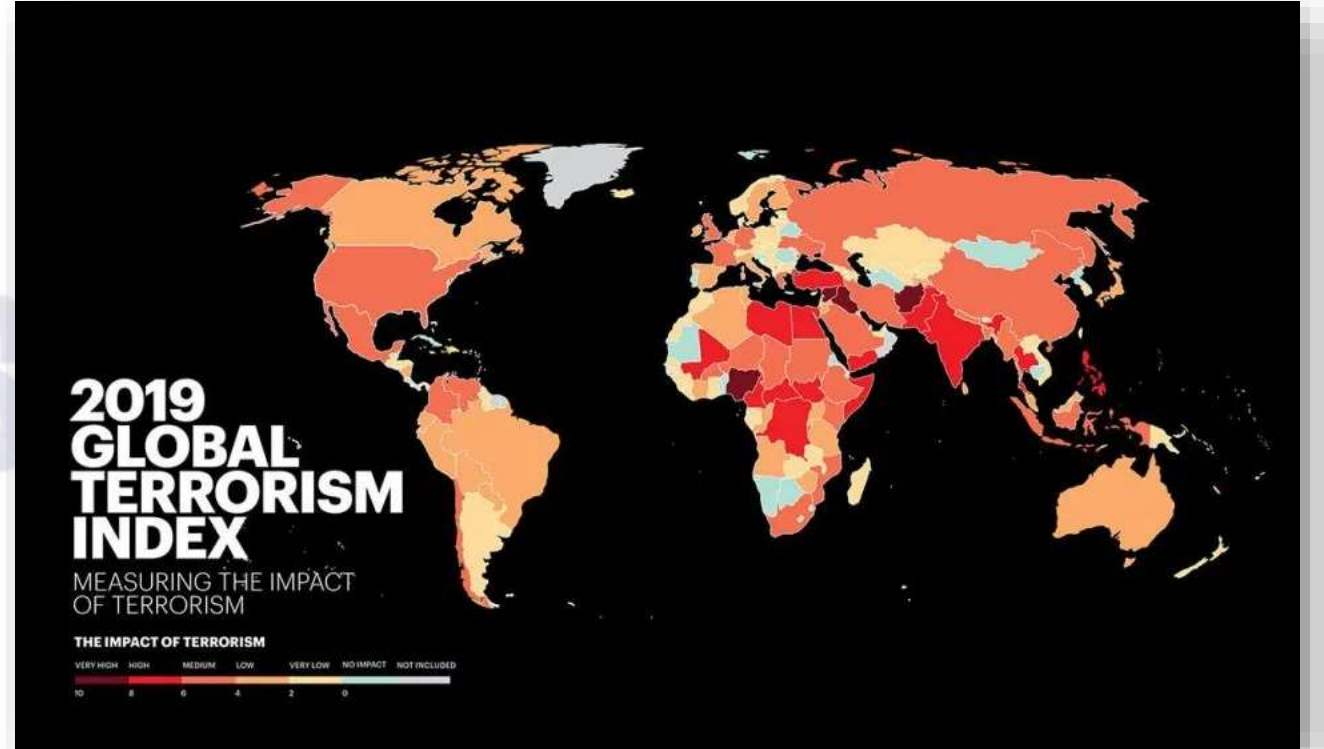 2019
GLOBAL
TERRORISM
INDEX
MEASURING THE IMPACT
OF TERRORISM
THE IMPACT OF TERRORISM
VERY HIGH HIGH MEDIUM LOW VERY LOW NO IMPACT NOT INCLUDED
10 8 6 4 2 0